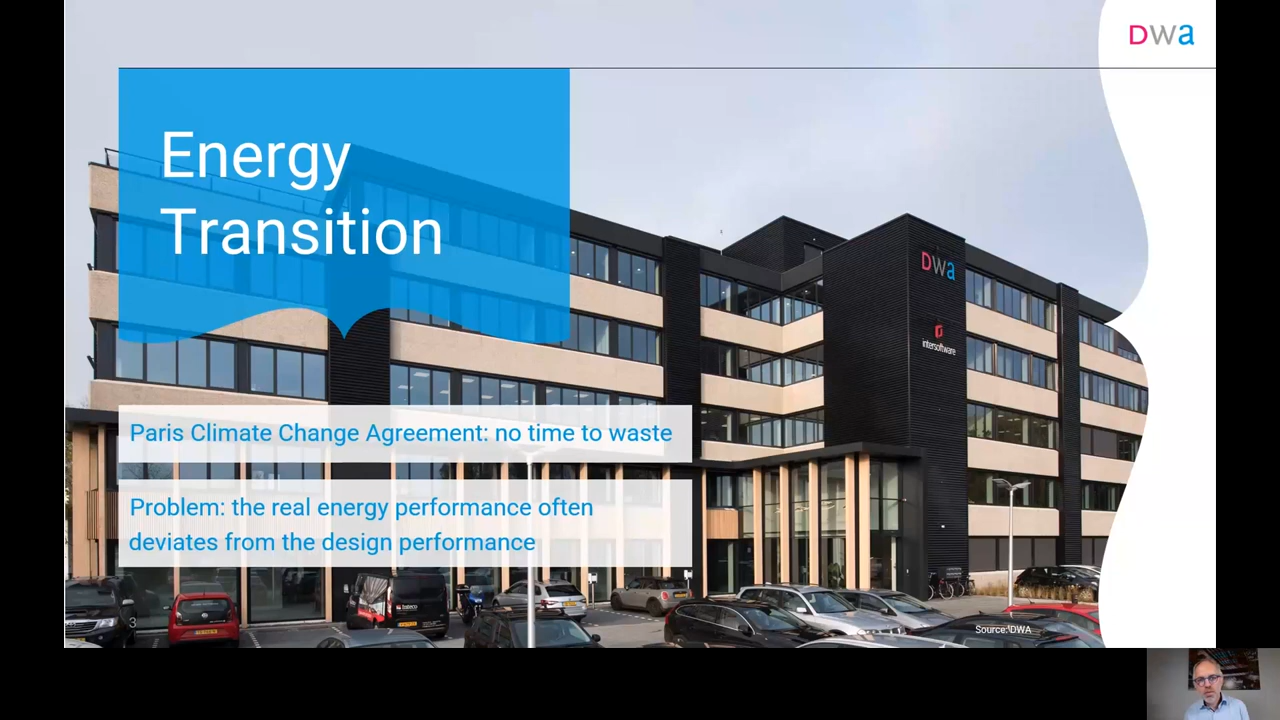 DWa
Energy
Transition
DWa
intersoftware
Paris Climate Change Agreement: no time to waste
Problem: the real energy performance often
deviates from the design performance
3
Source: DWA